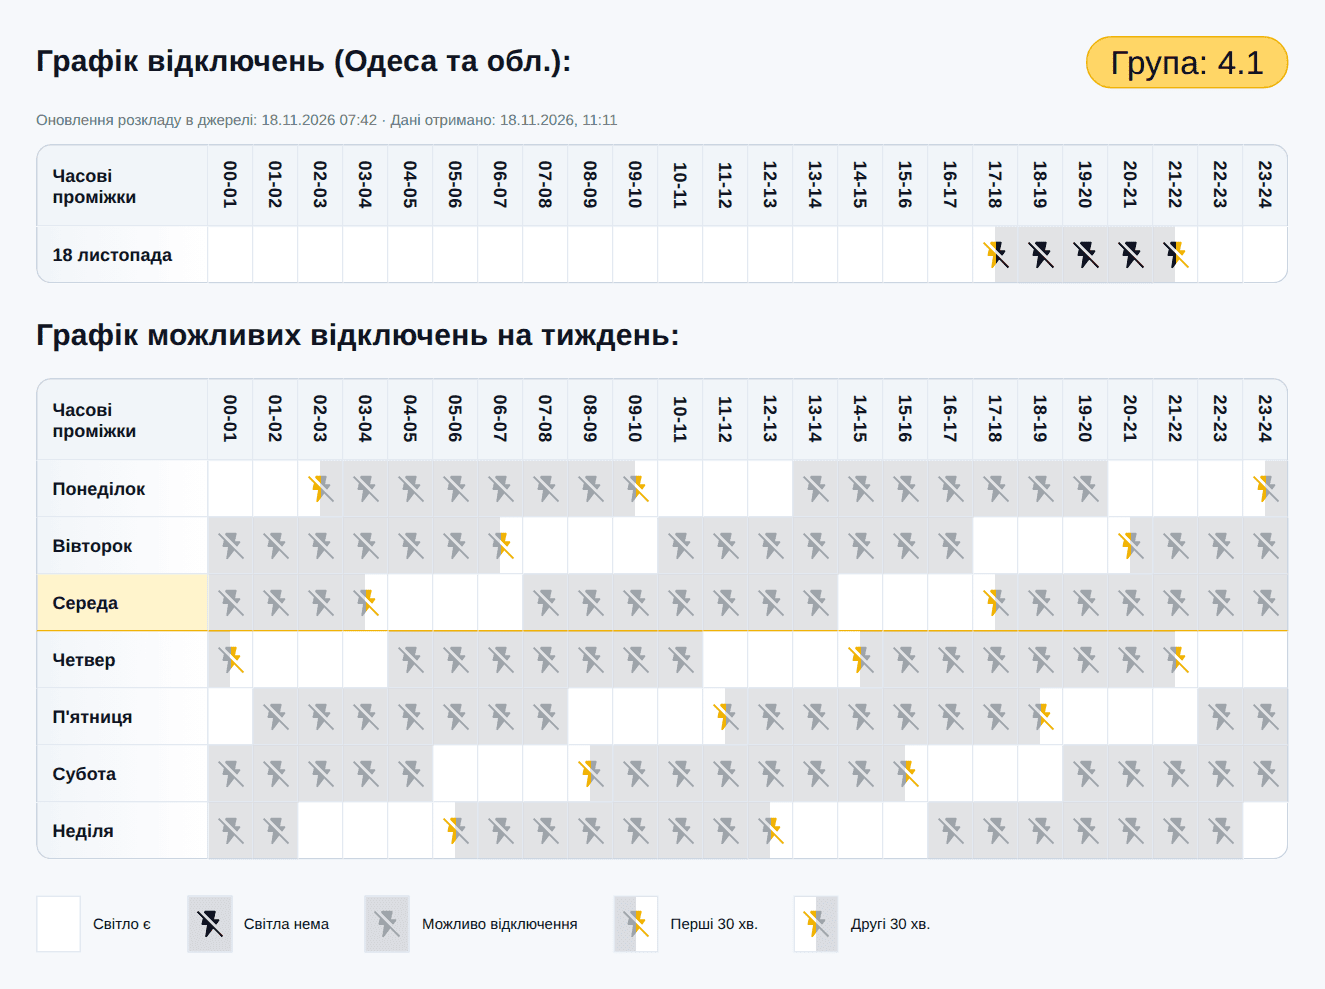 Графік відключень (Одеса та обл.):
Група: 4.1
Оновлення розкладу в джерелі: 18.11.2026 07:42 · Дані отримано: 18.11.2026, 11:11
Часові проміжки 00-01 01-02 02-03 03-04 04-05 05-06 06-07 07-08 08-09 09-10 10-11 11-12 12-13 13-14 14-15 15-16 16-17 17-18 18-19 19-20 20-21 21-22 22-23 23-24
18 листопада
Графік можливих відключень на тиждень:
Часові проміжки 00-01 01-02 02-03 03-04 04-05 05-06 06-07 07-08 08-09 09-10 10-11 11-12 12-13 13-14 14-15 15-16 16-17 17-18 18-19 19-20 20-21 21-22 22-23 23-24
Понеділок
Вівторок
Середа
Четвер
П'ятниця
Субота
Неділя
Світло є Світла нема Можливо відключення Перші 30 хв. Другі 30 хв.